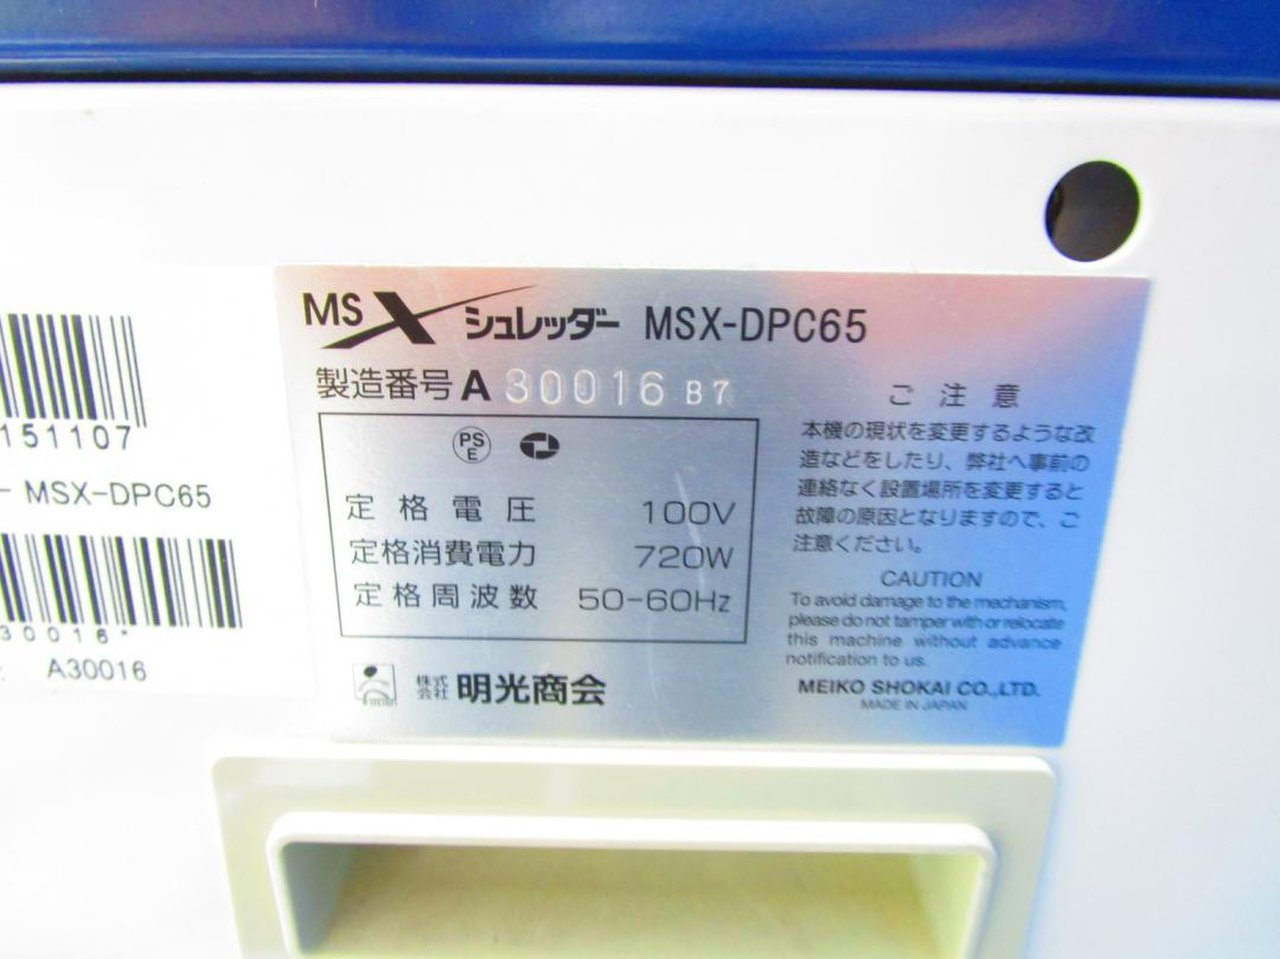 MSX シュレッダー MSX-DPC65
製造番号 A 30016 B7
PS
E
定格電圧 100V
定格消費電力 720W
定格周波数 50-60Hz
株式
会社 明光商会
ご注意
本機の現状を変更するような改
造などをしたり、弊社へ事前の
連絡なく設置場所を変更すると
故障の原因となりますので、ご
注意ください。
CAUTION
To avoid damage to the mechanism,
please do not tamper with or relocate
this machine without advance
notification to us.
MEIKO SHOKAI CO.,LTD.
MADE IN JAPAN
151107
- MSX-DPC65
30016*
A30016